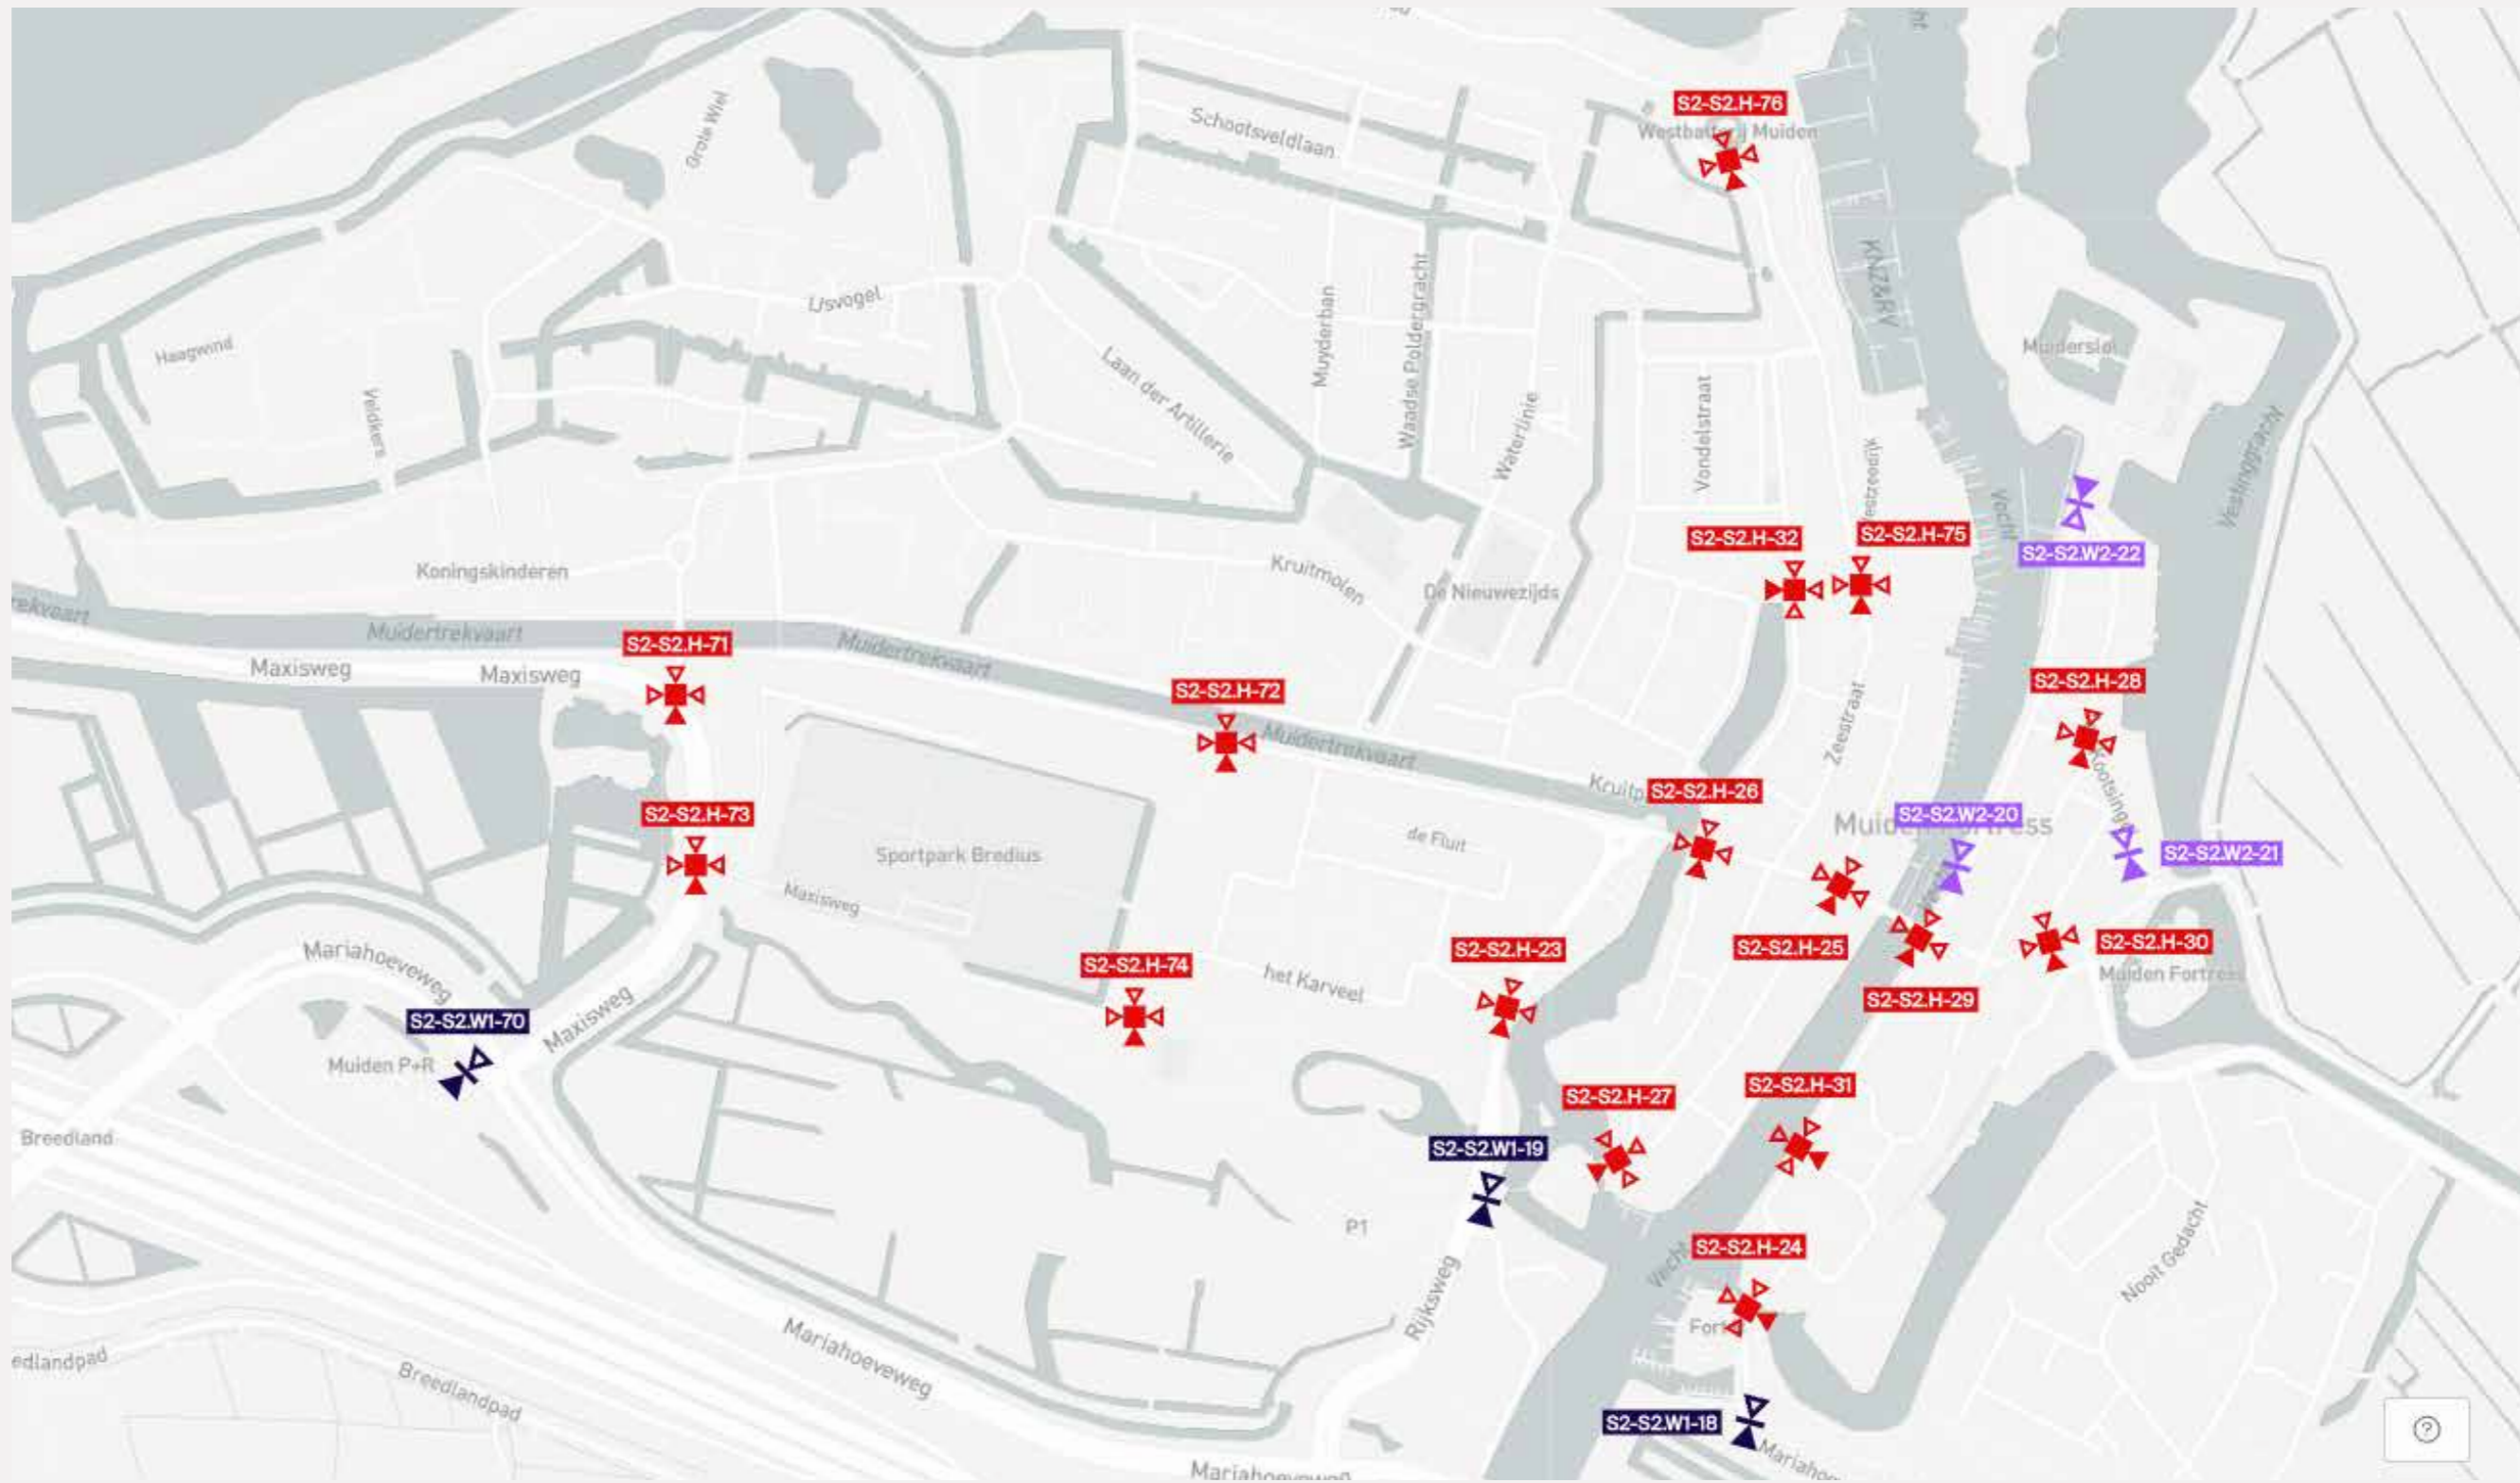 S2-S2.H-76
Muiden
Schootsveldlaan
Grote Wiel
KNZ&RV
IJsvogel
Haagwind
Muyderban
Waadse Poldergracht
Laan der Artillerie
Veldkers
Waterlinie
Vondelstraat
Vestinggracht
Vecht
S2-S2.H-32
S2-S2.H-75
S2-S2.W2-22
Koningskinderen
Kruitmolen
De Nieuwezijds
Muidertrekvaart
S2-S2.H-71
Muidertrekvaart
Maxisweg
Maxisweg
S2-S2.H-72
S2-S2.H-28
Zeestraat
Muidertrekvaart
S2-S2.H-26
S2-S2.H-73
S2-S2.W2-20
de Fluit
Sportpark Bredius
S2-S2.W2-21
Maxisweg
S2-S2.H-23
S2-S2.H-25
S2-S2.H-30
Mariahoeveweg
S2-S2.H-74
het Karveel
Muiden Fortress
S2-S2.H-29
S2-S2.W1-70
Maxisweg
Muiden P+R
S2-S2.H-27
S2-S2.H-31
Breedland
S2-S2.W1-19
P1
S2-S2.H-24
Vecht
Nooit Gedacht
Rijksweg
Mariahoeveweg
Breedlandpad
S2-S2.W1-18
Mariahoeveweg
?